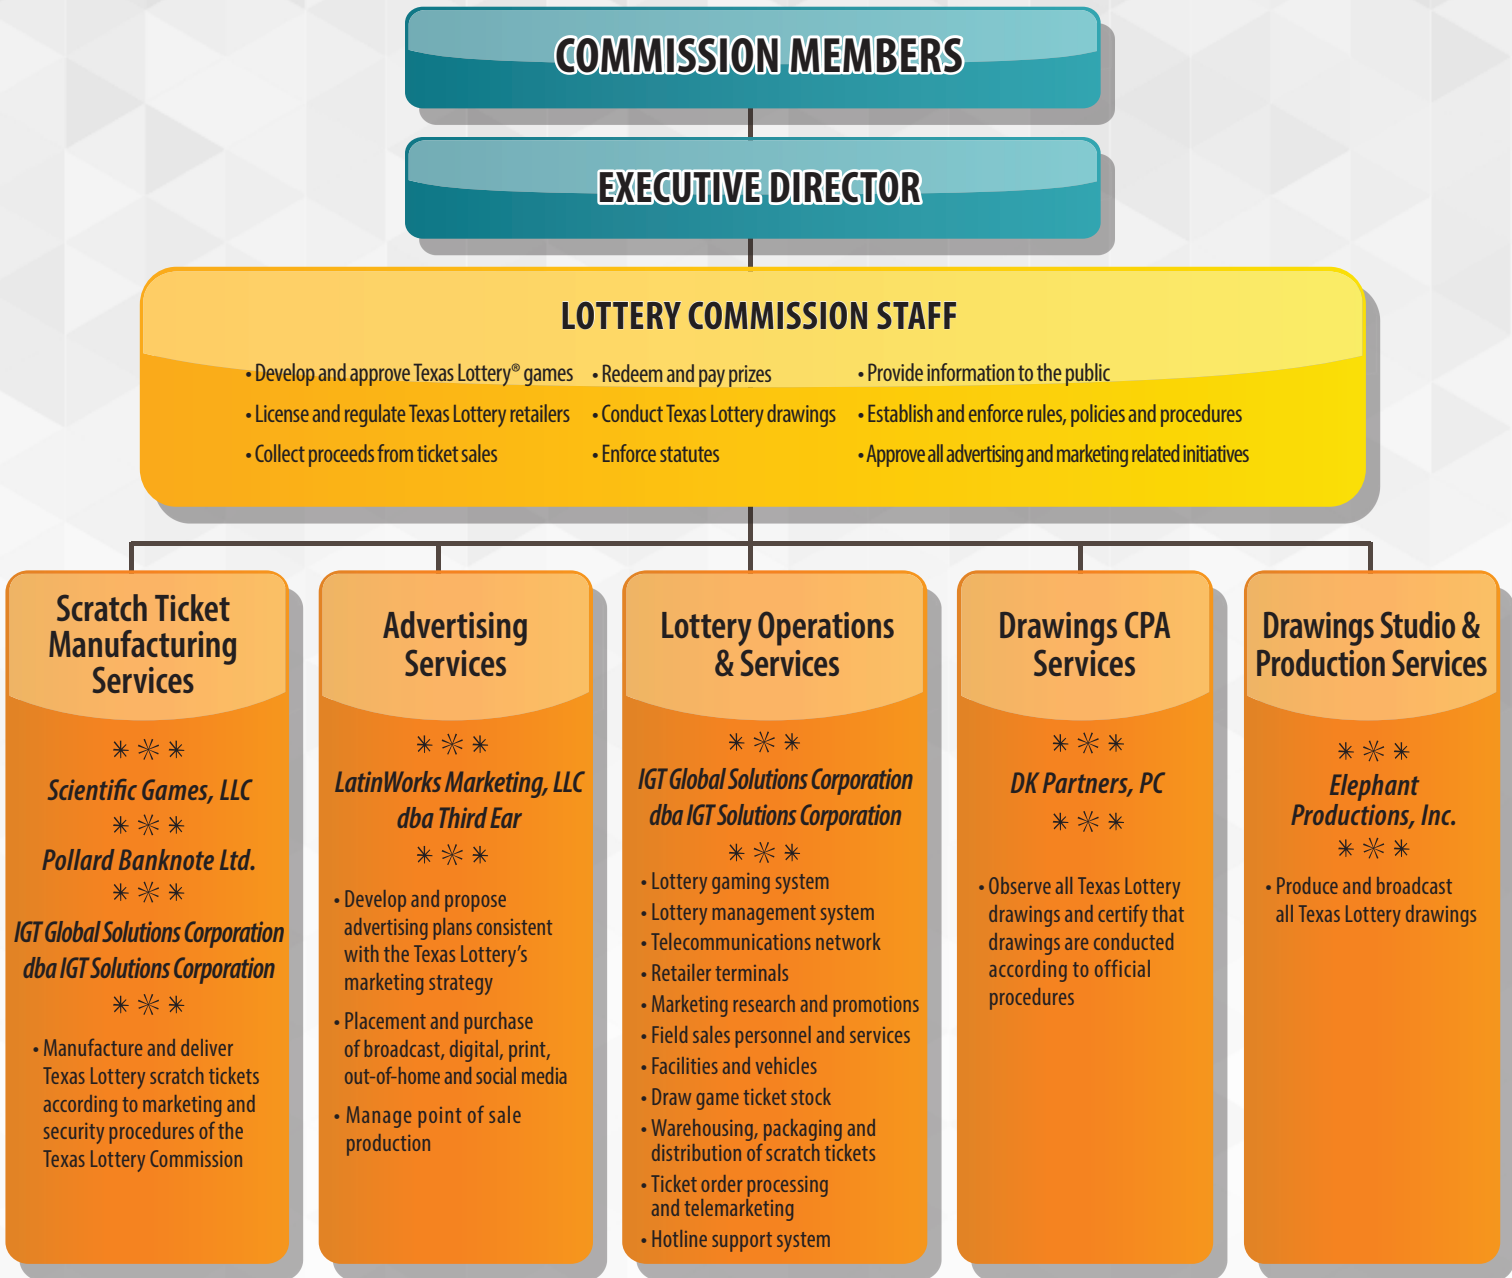 COMMISSION MEMBERS
EXECUTIVE DIRECTOR
LOTTERY COMMISSION STAFF
• Develop and approve Texas Lottery® games
• License and regulate Texas Lottery retailers
• Collect proceeds from ticket sales
• Redeem and pay prizes
• Conduct Texas Lottery drawings
• Enforce statutes
• Provide information to the public
• Establish and enforce rules, policies and procedures
• Approve all advertising and marketing related initiatives
Scratch Ticket
Manufacturing
Services
Scientific Games, LLC
Pollard Banknote Ltd.
IGT Global Solutions Corporation
dba IGT Solutions Corporation
• Manufacture and deliver
Texas Lottery scratch tickets
according to marketing and
security procedures of the
Texas Lottery Commission
Advertising
Services
LatinWorks Marketing, LLC
dba Third Ear
• Develop and propose
advertising plans consistent
with the Texas Lottery's
marketing strategy
• Placement and purchase
of broadcast, digital, print,
out-of-home and social media
• Manage point of sale
production
Lottery Operations
& Services
IGT Global Solutions Corporation
dba IGT Solutions Corporation
• Lottery gaming system
• Lottery management system
• Telecommunications network
• Retailer terminals
• Marketing research and promotions
• Field sales personnel and services
• Facilities and vehicles
• Draw game ticket stock
• Warehousing, packaging and
distribution of scratch tickets
• Ticket order processing
and telemarketing
• Hotline support system
Drawings CPA
Services
DK Partners, PC
• Observe all Texas Lottery
drawings and certify that
drawings are conducted
according to official
procedures
Drawings Studio &
Production Services
Elephant
Productions, Inc.
• Produce and broadcast
all Texas Lottery drawings